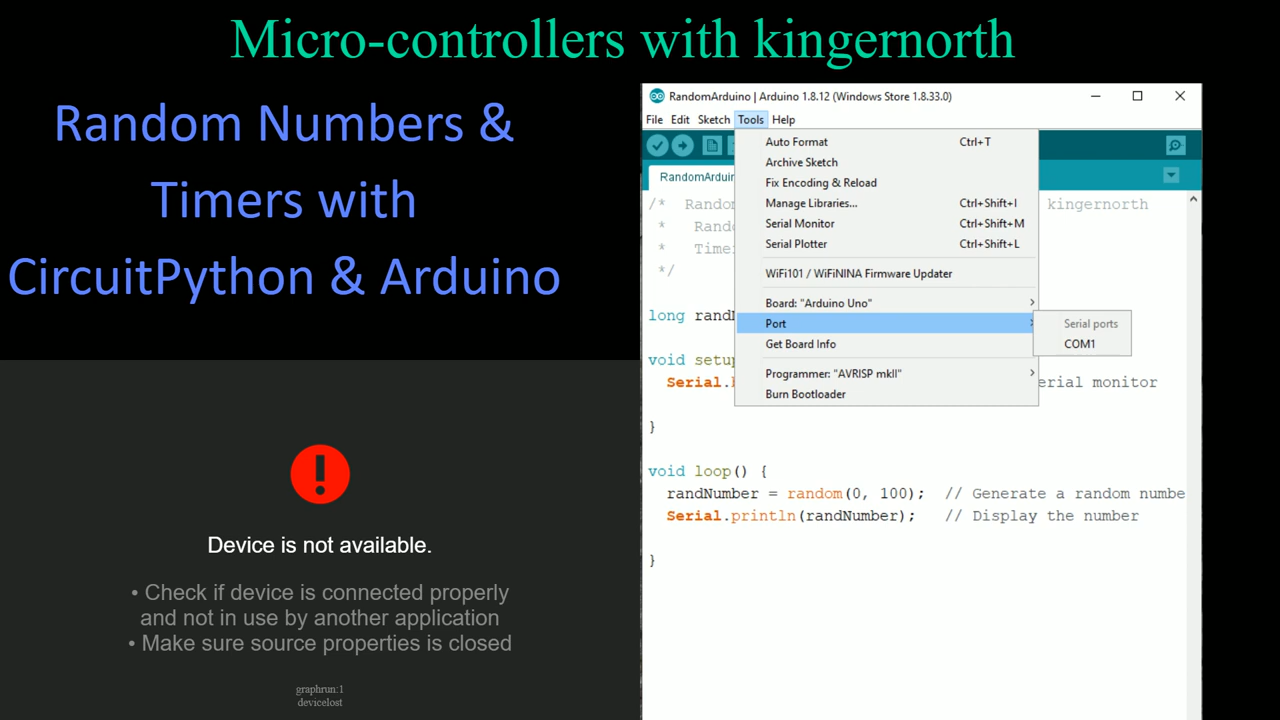 Micro-controllers with kingernorth
Random Numbers &
Timers with
CircuitPython & Arduino
RandomArduino | Arduino 1.8.12 (Windows Store 1.8.33.0)
File Edit Sketch Tools Help
Auto Format Ctrl+T
Archive Sketch
Fix Encoding & Reload
Manage Libraries... Ctrl+Shift+I
Serial Monitor Ctrl+Shift+M
Serial Plotter Ctrl+Shift+L
WiFi101 / WiFiNINA Firmware Updater
Board: "Arduino Uno"
Port
Get Board Info
Programmer: "AVRISP mkII"
Burn Bootloader
Serial ports
COM1
RandomArduin
/* Rando kingernorth
* Rand
* Time
*/
long rand
void setup
Serial. erial monitor
}
void loop() {
randNumber = random(0, 100); // Generate a random numbe
Serial.println(randNumber); // Display the number
}
Device is not available.
• Check if device is connected properly
and not in use by another application
• Make sure source properties is closed
graphrun:1
devicelost